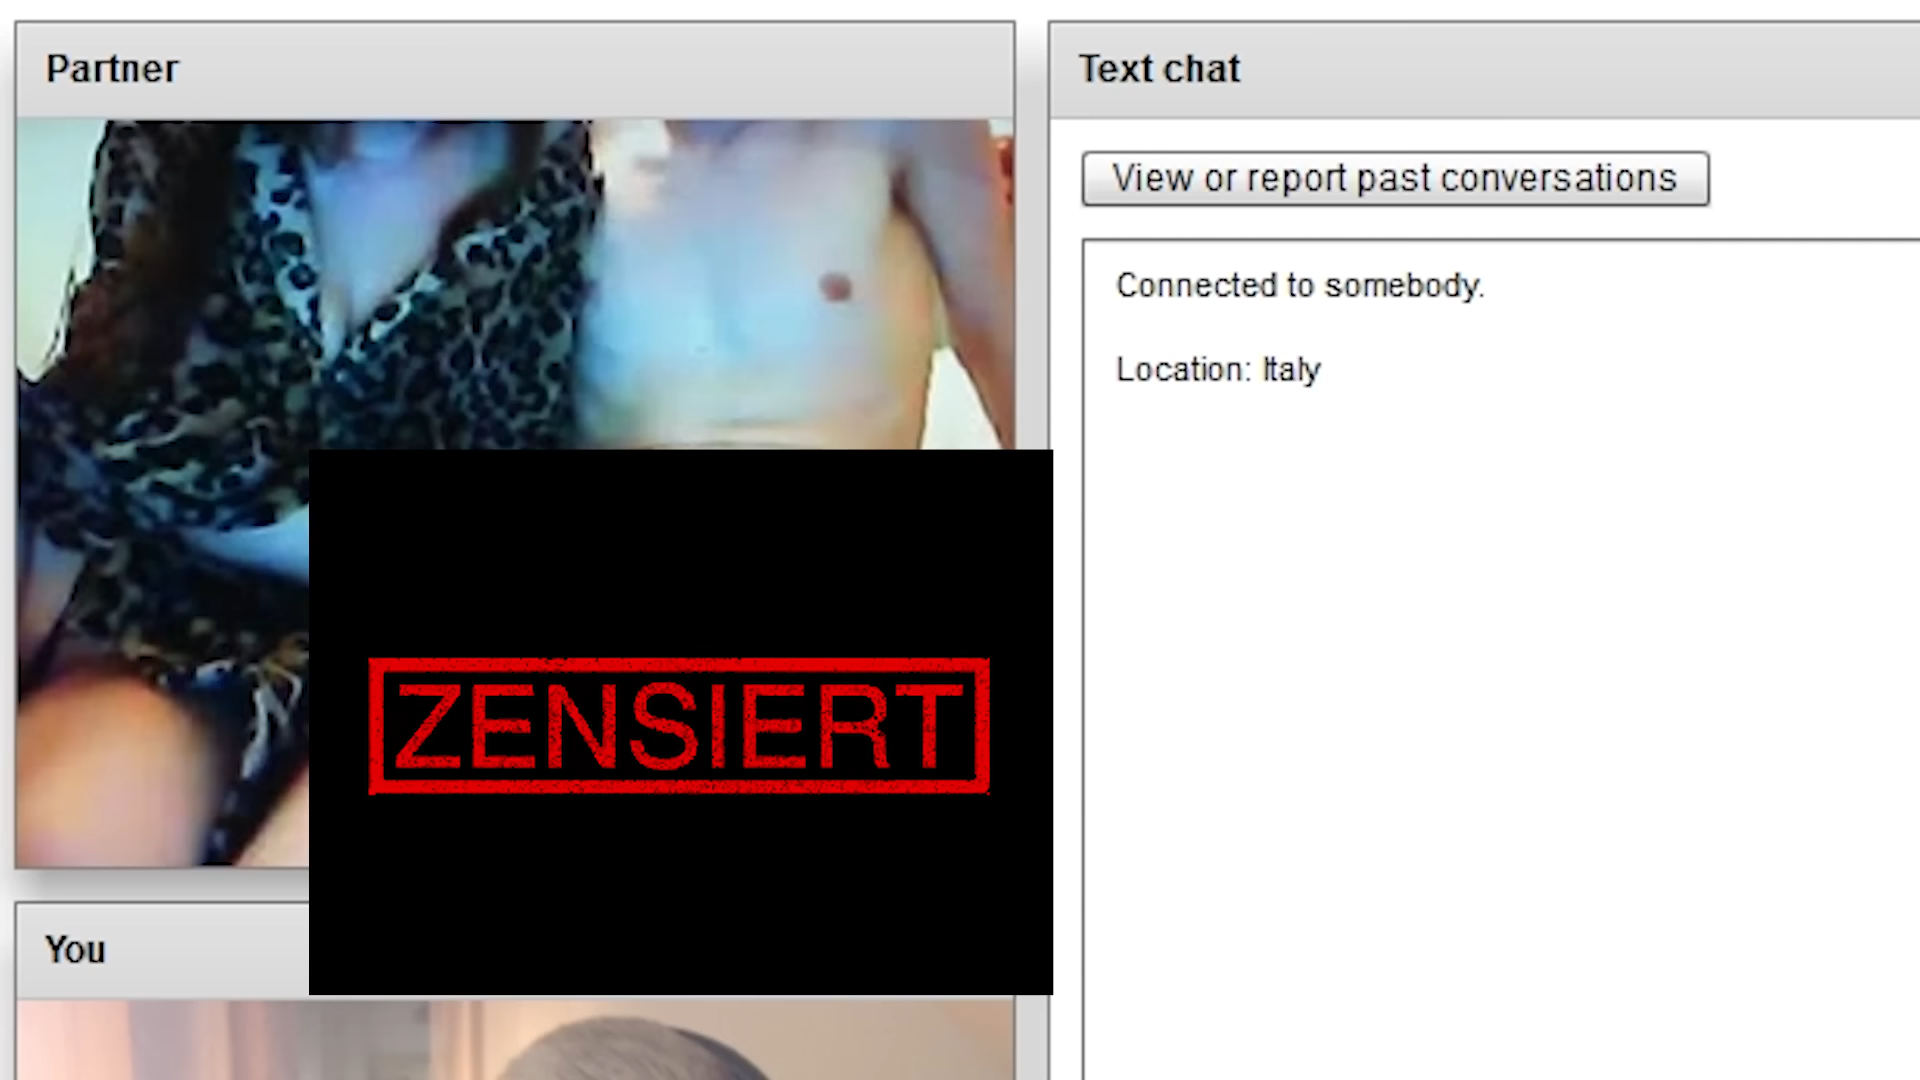 Partner
Text chat
View or report past conversations
Connected to somebody.
Location: Italy
ZENSIERT
You